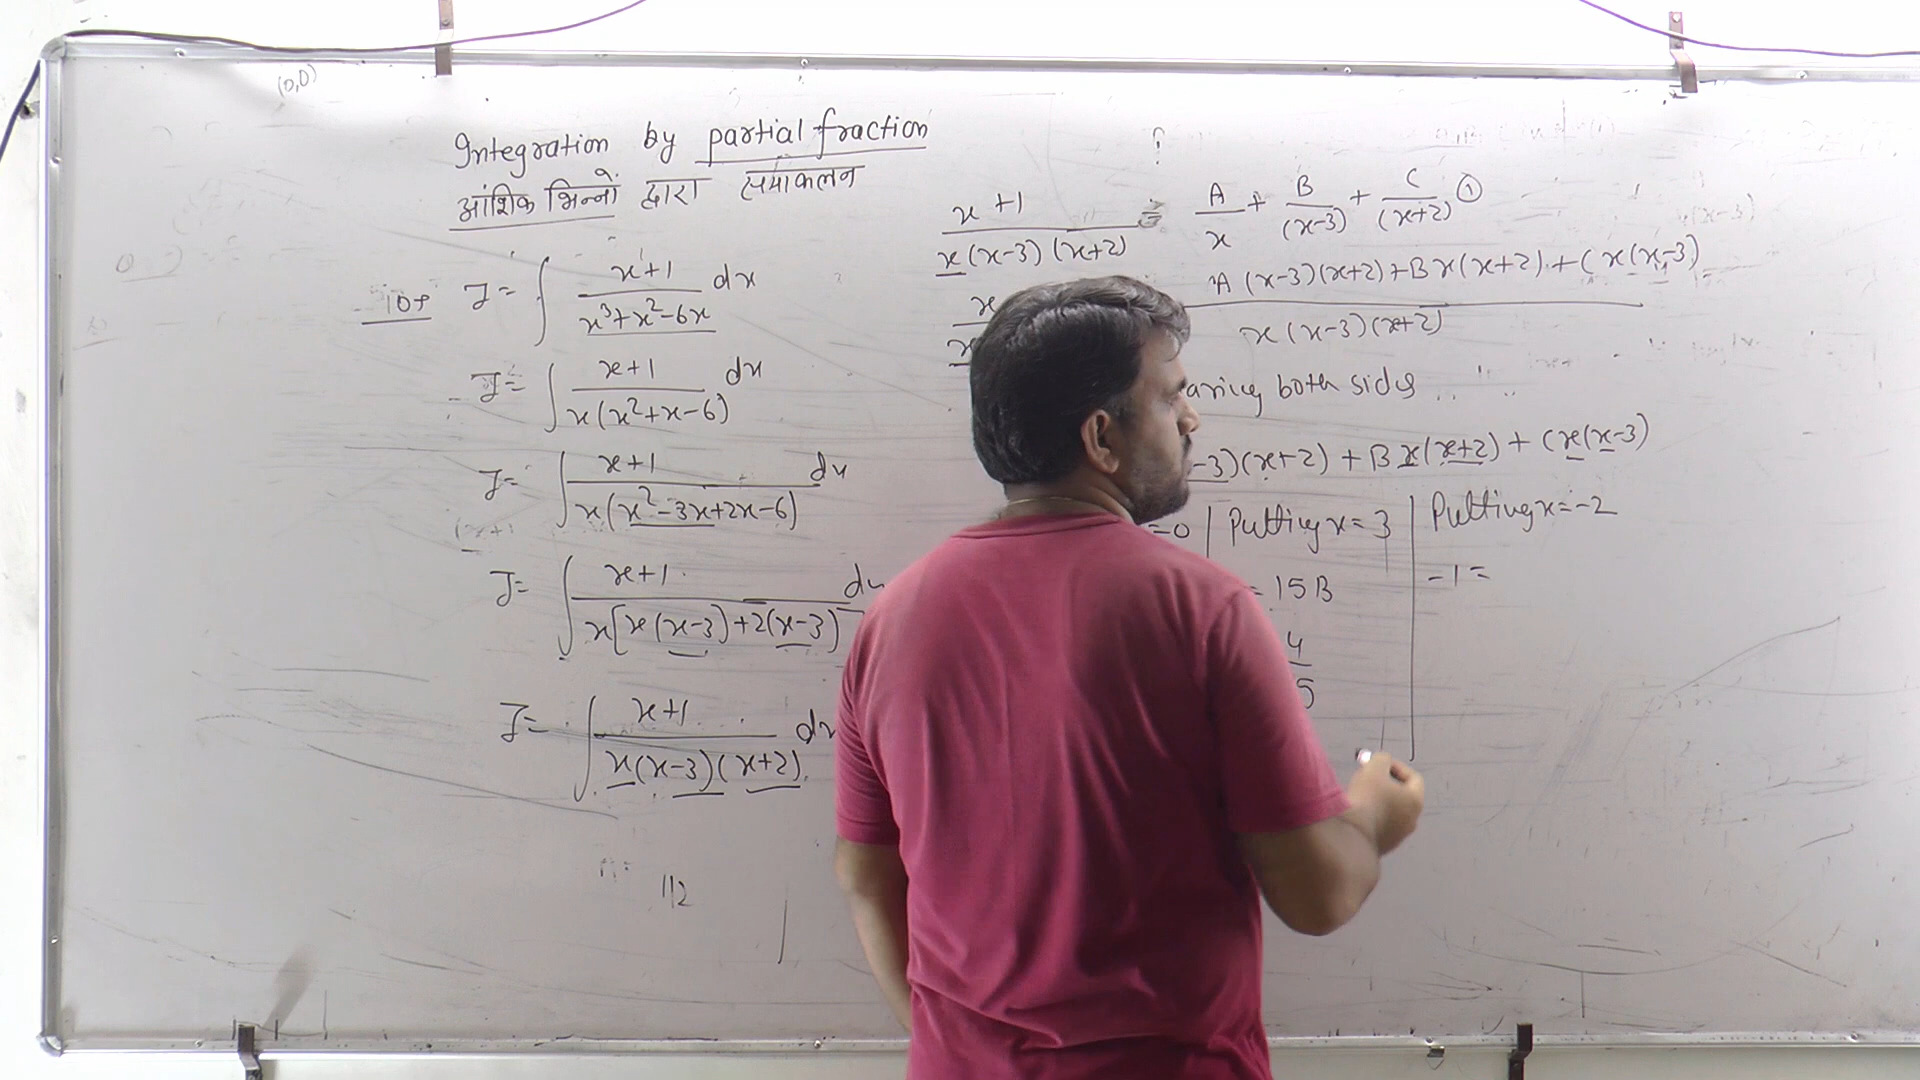 (0,0)
Integration by partial fraction
आंशिक भिन्नों द्वारा समाकलन
I = ∫ x+1 / x³+x²-6x dx
I = ∫ x+1 / x(x²+x-6) dx
I = ∫ x+1 / x(x²-3x+2x-6) dx
I = ∫ x+1 / x[x(x-3)+2(x-3)
I = ∫ x+1 / x(x-3)(x+2) dx
112
x+1 / x(x-3)(x+2) = A/x + B/(x-3) + C/(x+2) ①
A(x-3)(x+2)+Bx(x+2)+Cx(x-3)
x(x-3)(x+2)
both sides
-3)(x+2) + Bx(x+2) + Cx(x-3)
=0 | Putting x=3 | Putting x=-2
= 15B
-1=
4
5